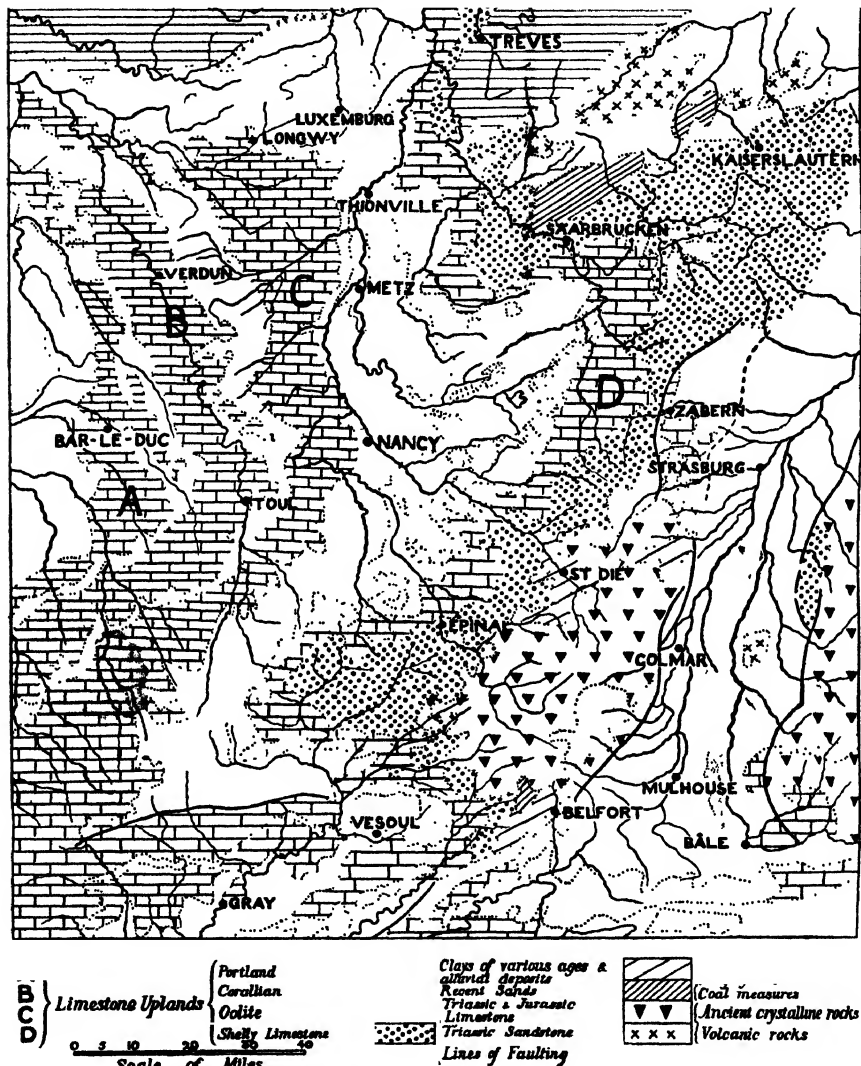 TREVES
LUXEMBURG
LONGWY
KAISERSLAUTERN
THIONVILLE
SAARBRUCKEN
VERDUN
METZ
C
B
D
ZABERN
BAR-LE-DUC
NANCY
STRASBURG
A
TOUL
ST DIE
EPINAL
COLMAR
MULHOUSE
VESOUL
BELFORT
BÂLE
GRAY
B
C
D
Limestone Uplands
Portland
Corallian
Oolite
Shelly Limestone
0 5 10 20 30 40
Scale of Miles
Clays of various ages &
alluvial deposits
Recent Sands
Triassic & Jurassic
Limestone
Triassic Sandstone
Lines of Faulting
Coal measures
Ancient crystalline rocks
Volcanic rocks